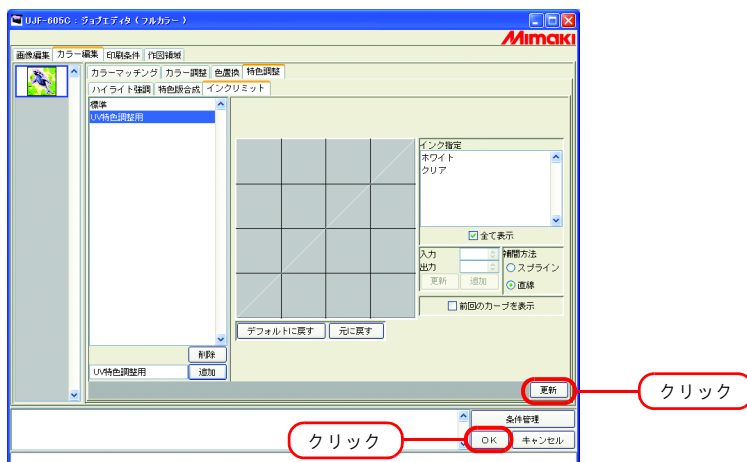 UJF-605C : ジョブエディタ ( フルカラー )
Mimaki
画像編集 カラー編集 印刷条件 作図領域
カラーマッチング カラー調整 色置換 特色調整
ハイライト強調 特色版合成 インクリミット
標準
UV特色調整用
インク指定
ホワイト
クリア
全て表示
入力
出力
更新 追加
補間方法
スプライン
直線
前回のカーブを表示
デフォルトに戻す 元に戻す
削除
UV特色調整用 追加
更新
クリック
条件管理
OK キャンセル
クリック